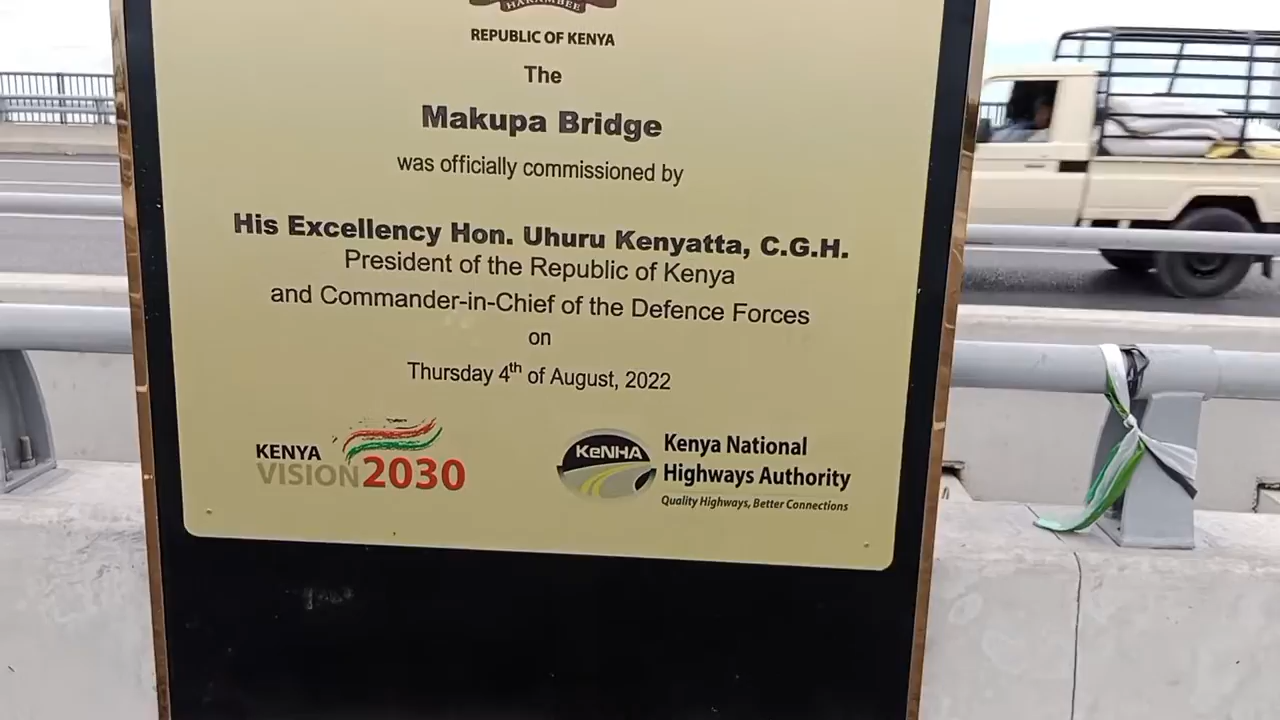 HARAMBEE
REPUBLIC OF KENYA
The
Makupa Bridge
was officially commissioned by
His Excellency Hon. Uhuru Kenyatta, C.G.H.
President of the Republic of Kenya
and Commander-in-Chief of the Defence Forces
on
Thursday 4th of August, 2022
KENYA
VISION 2030
KeNHA
Kenya National
Highways Authority
Quality Highways, Better Connections